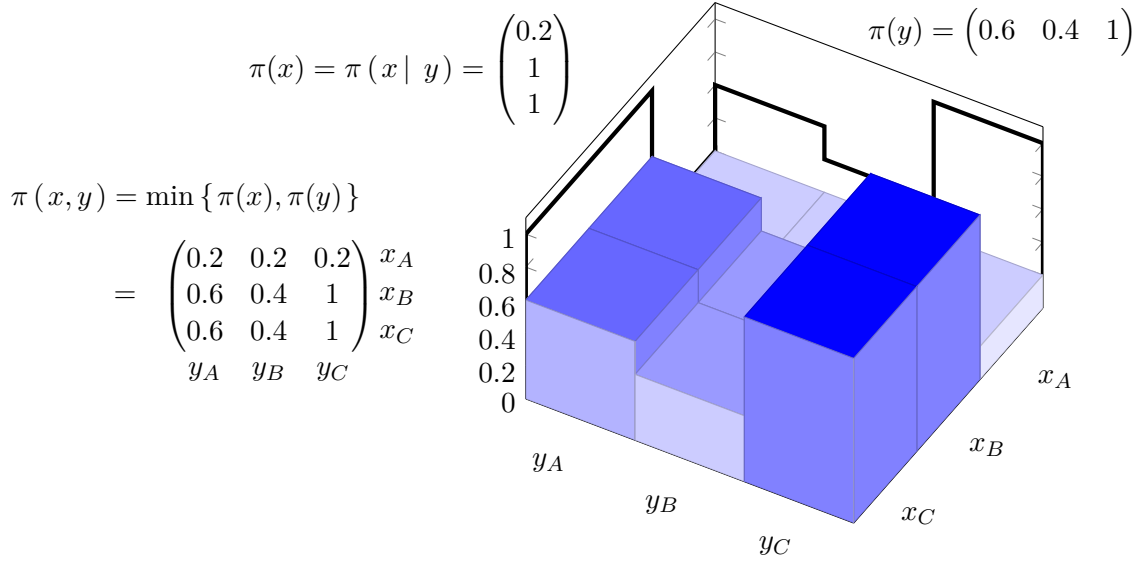 π(x) = π ( x | y ) = (0.2 1 1)
π(y) = (0.6 0.4 1)
π ( x, y ) = min { π(x), π(y) }
= (0.2 0.2 0.2) x_A
(0.6 0.4 1) x_B
(0.6 0.4 1) x_C
y_A y_B y_C
1
0.8
0.6
0.4
0.2
0
y_A
y_B
y_C
x_C
x_B
x_A